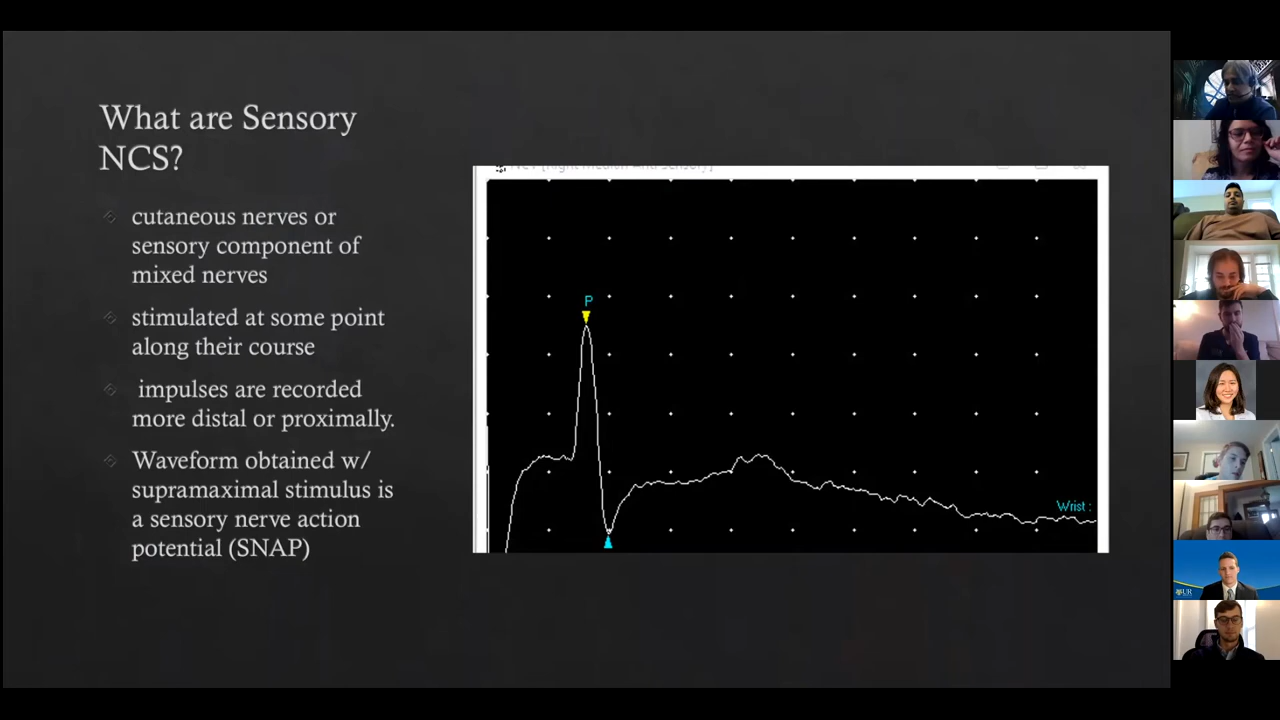 What are Sensory
NCS?
cutaneous nerves or
sensory component of
mixed nerves
stimulated at some point
along their course
impulses are recorded
more distal or proximally.
Waveform obtained w/
supramaximal stimulus is
a sensory nerve action
potential (SNAP)
P
Wrist :
UR